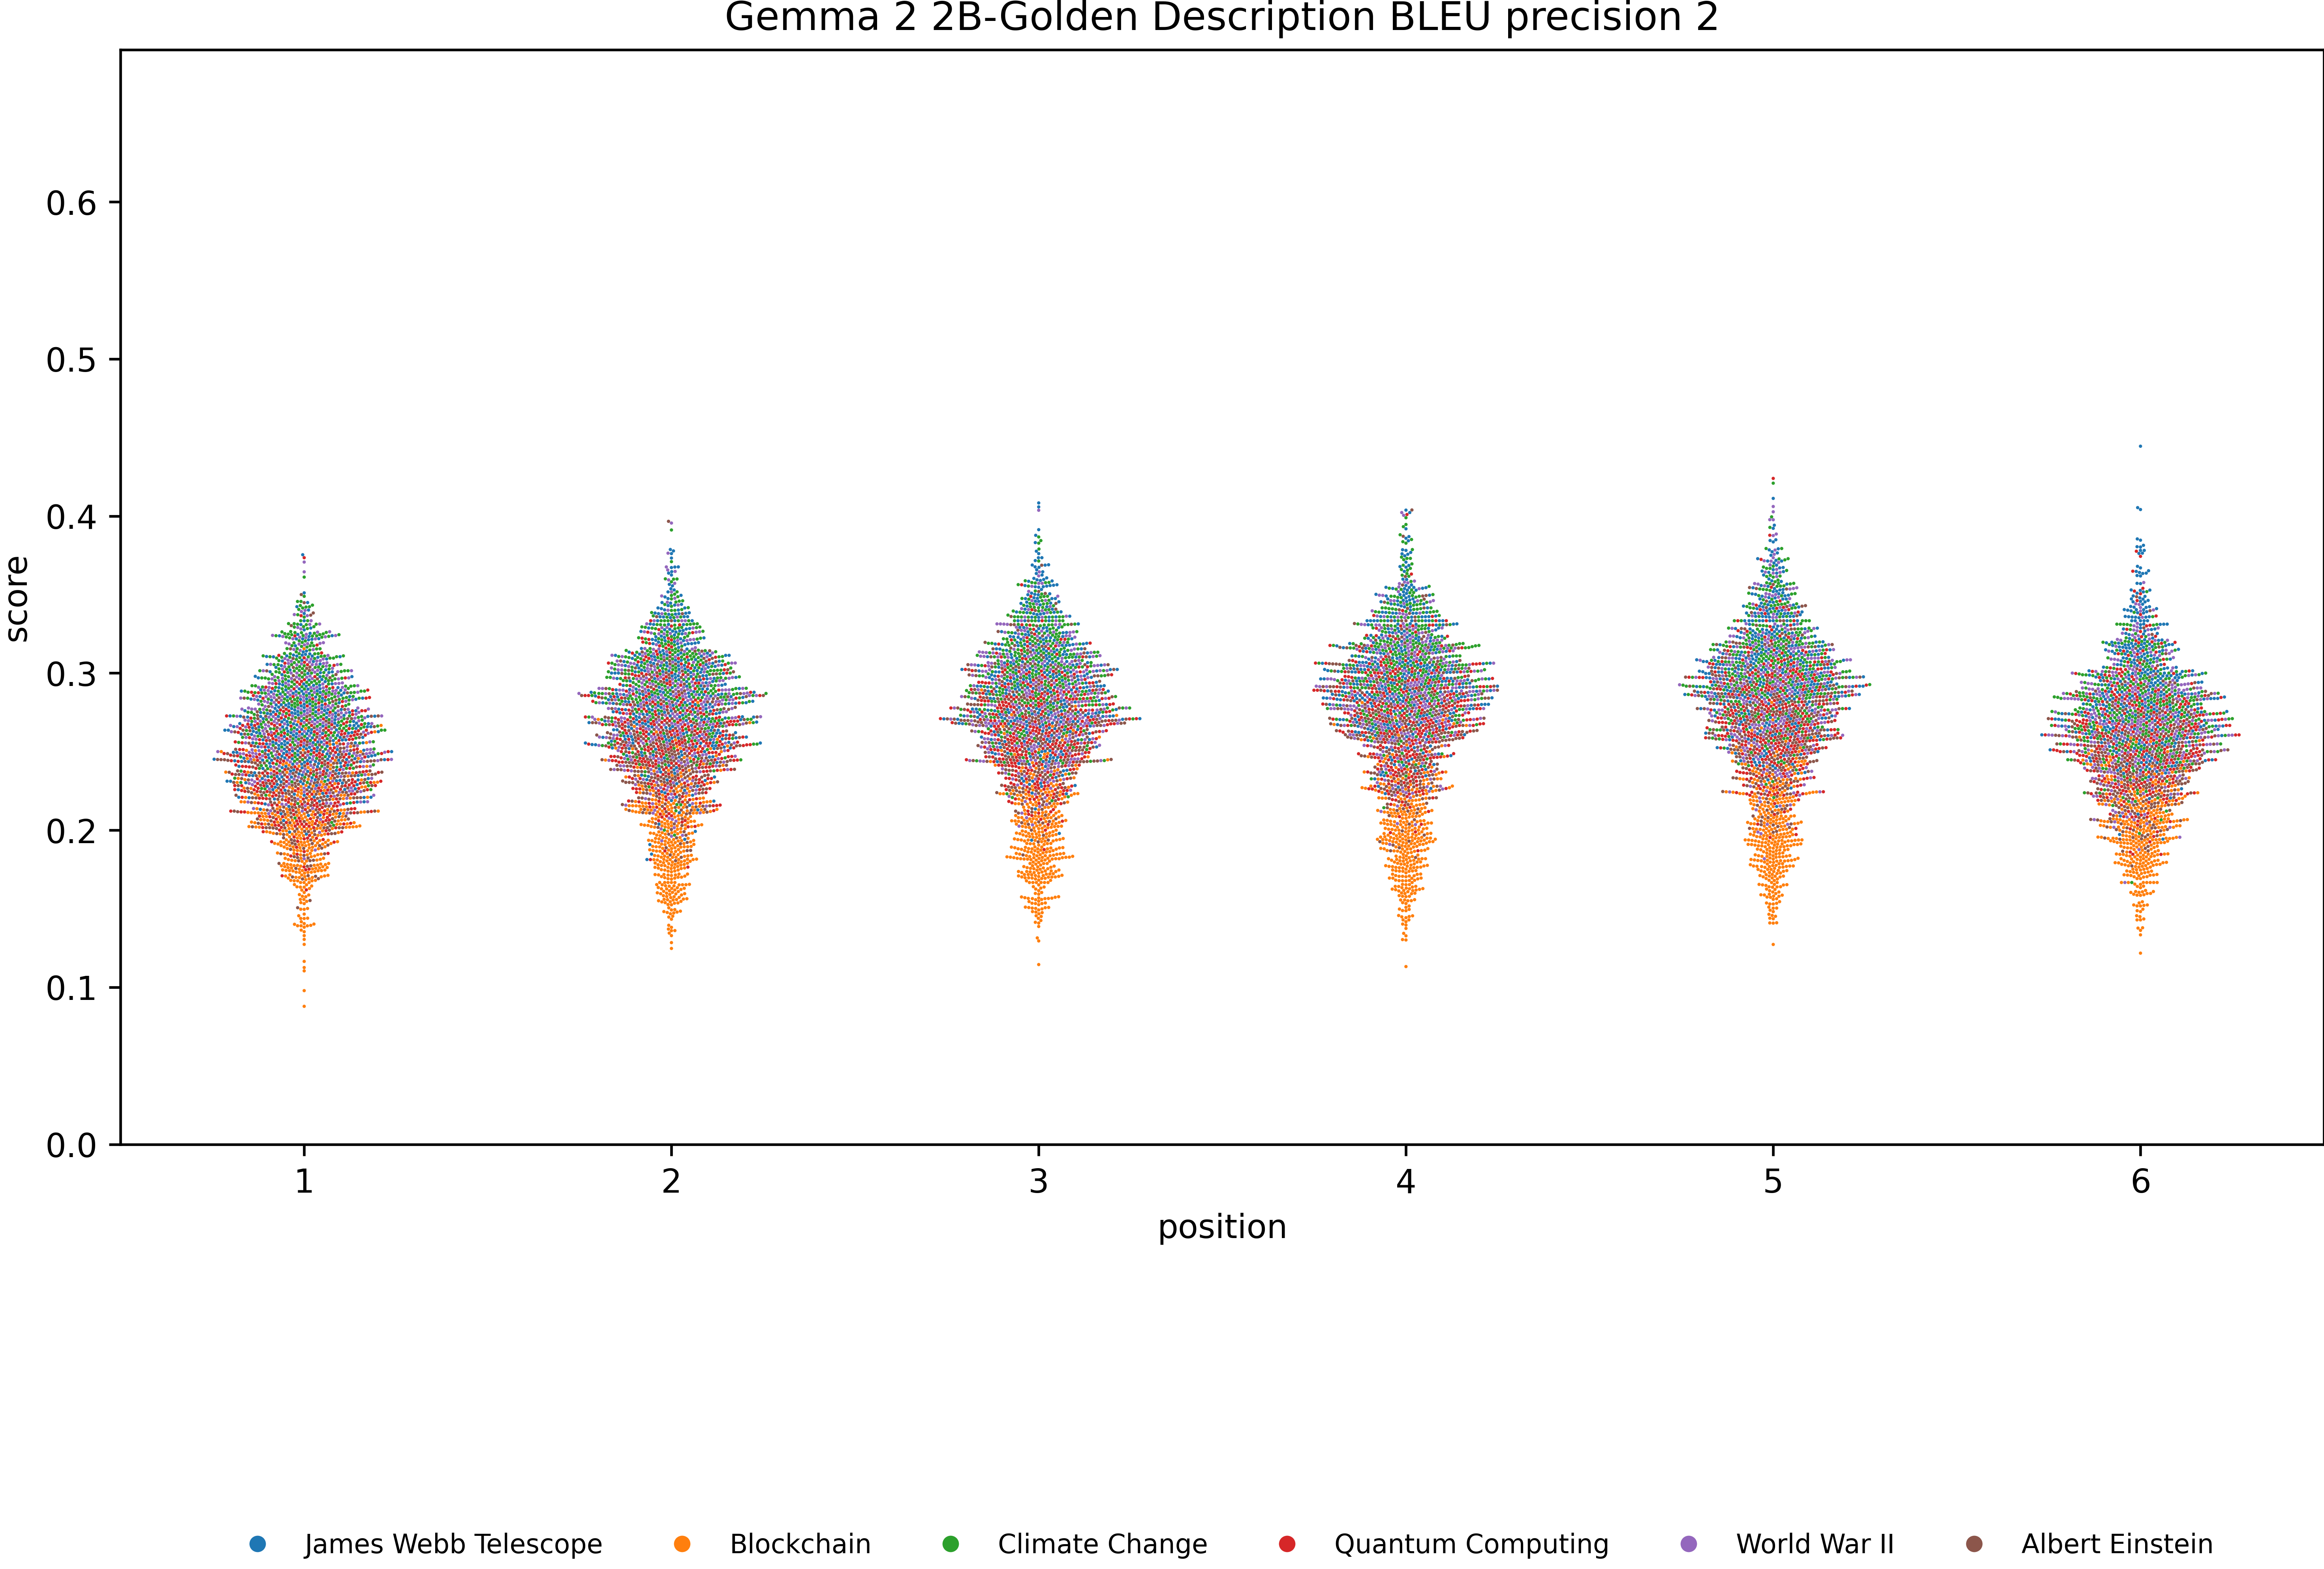 Gemma 2 2B-Golden Description BLEU precision 2
score
0.6
0.5
0.4
0.3
0.2
0.1
0.0
1 2 3 4 5 6
position
James Webb Telescope Blockchain Climate Change Quantum Computing World War II Albert Einstein